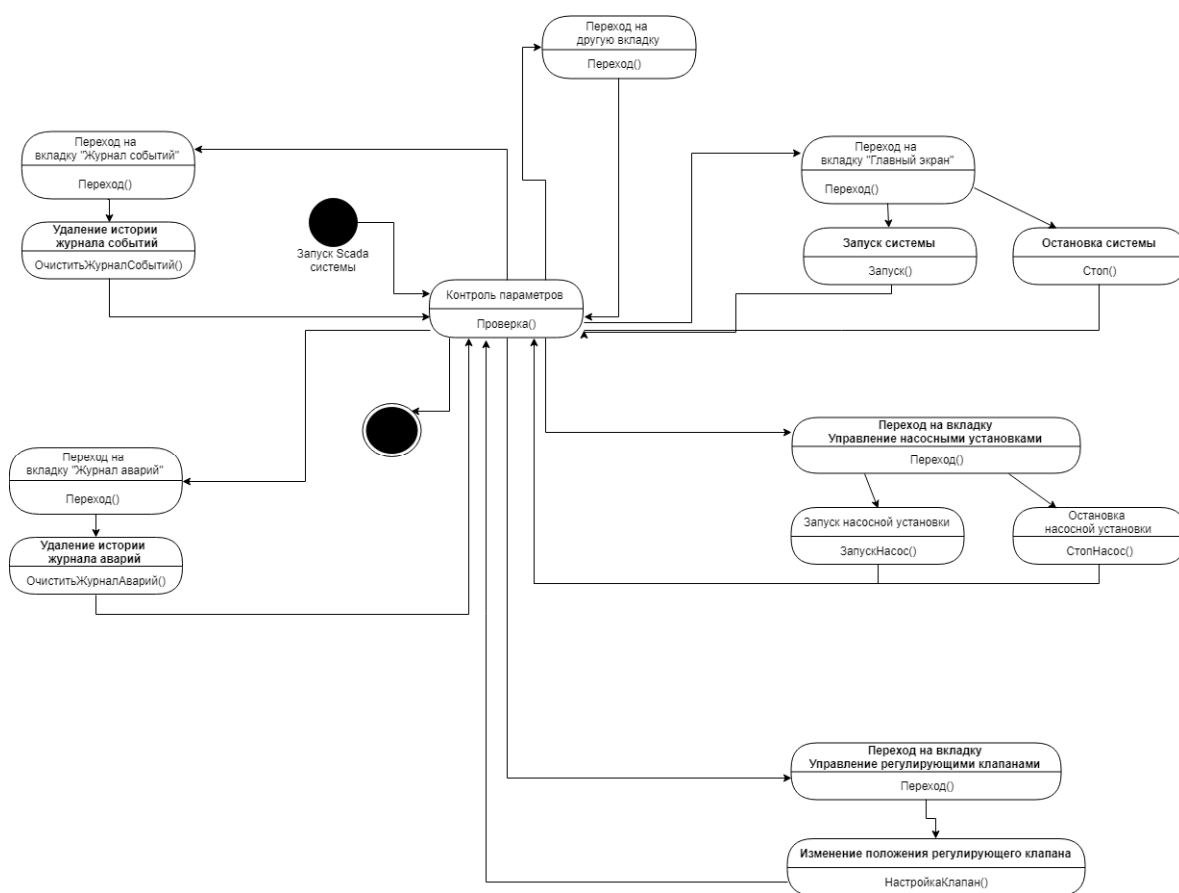 Переход на
другую вкладку
Переход()
Переход на
вкладку "Журнал событий"
Переход()
Удаление истории
журнала событий
ОчиститьЖурналСобытий()
Запуск Scada
системы
Переход на
вкладку "Главный экран"
Переход()
Запуск системы
Запуск()
Остановка системы
Стоп()
Контроль параметров
Проверка()
Переход на
вкладку "Журнал аварий"
Переход()
Удаление истории
журнала аварий
ОчиститьЖурналАварий()
Переход на вкладку
Управление насосными установками
Переход()
Запуск насосной установки
ЗапускНасос()
Остановка
насосной установки
СтопНасос()
Переход на вкладку
Управление регулирующими клапанами
Переход()
Изменение положения регулирующего клапана
НастройкаКлапан()